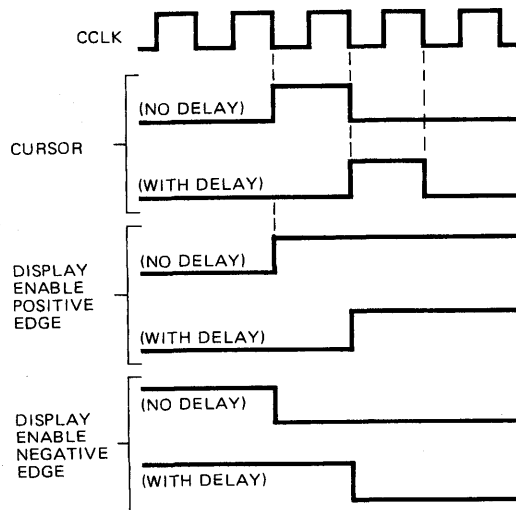 CCLK
(NO DELAY)
CURSOR
(WITH DELAY)
(NO DELAY)
DISPLAY
ENABLE
POSITIVE
EDGE
(WITH DELAY)
(NO DELAY)
DISPLAY
ENABLE
NEGATIVE
EDGE
(WITH DELAY)